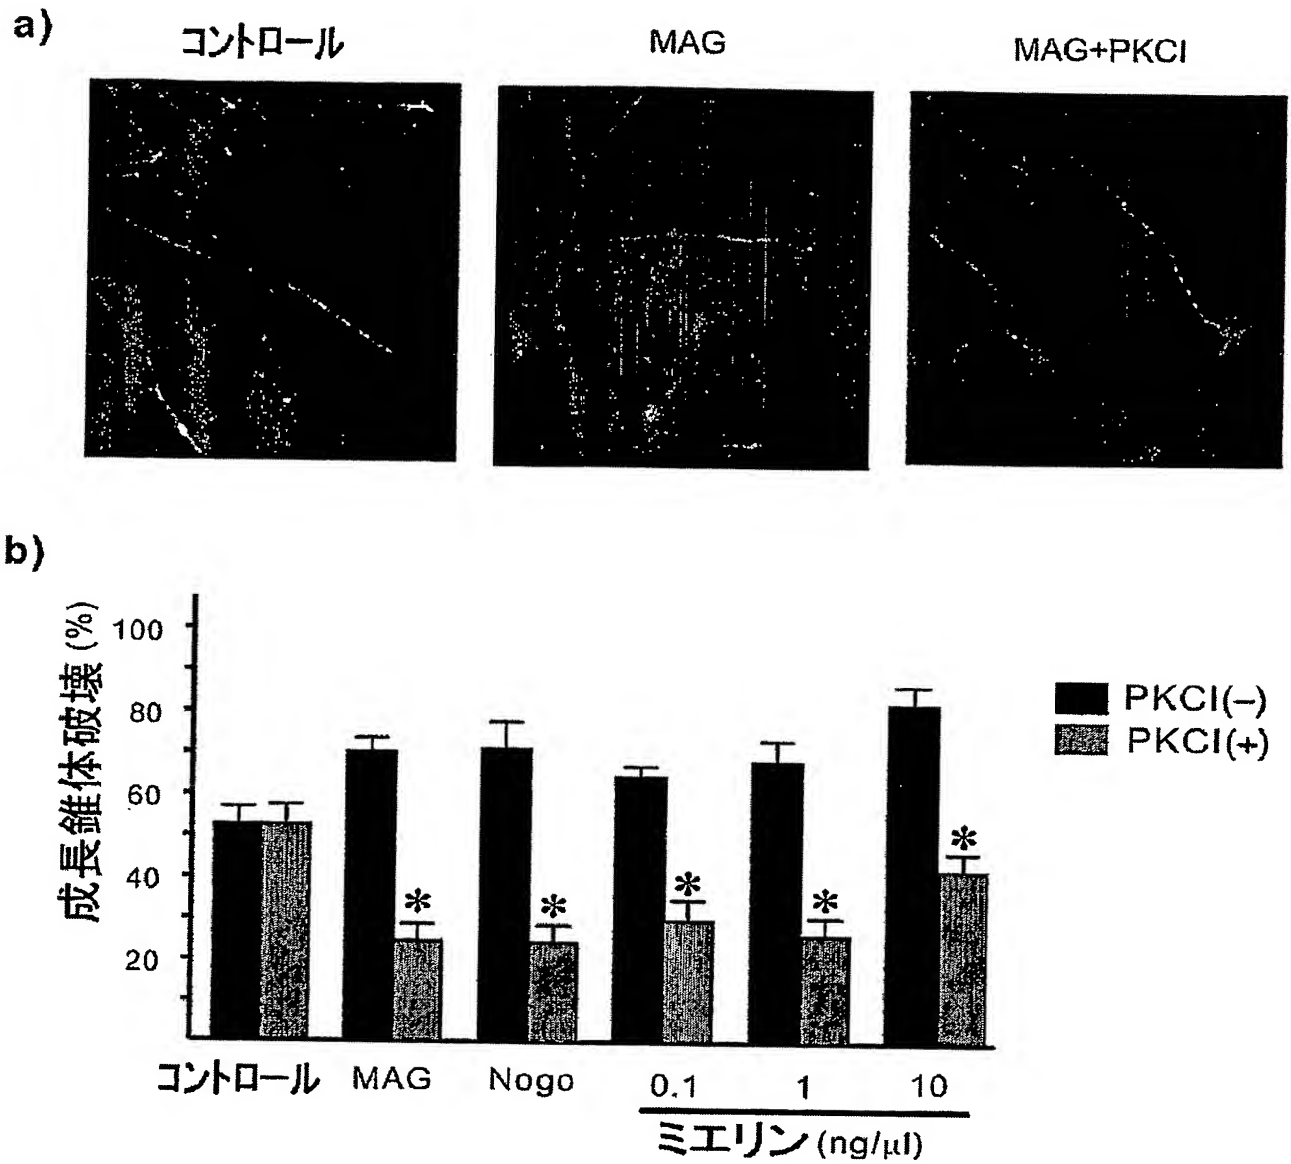 a)
コントロール
MAG
MAG+PKCI
b)
成長錐体破壊(%)
100
80
60
40
20
*
*
*
*
*
PKCI(–)
PKCI(+)
コントロール
MAG
Nogo
0.1
1
10
ミエリン(ng/μl)